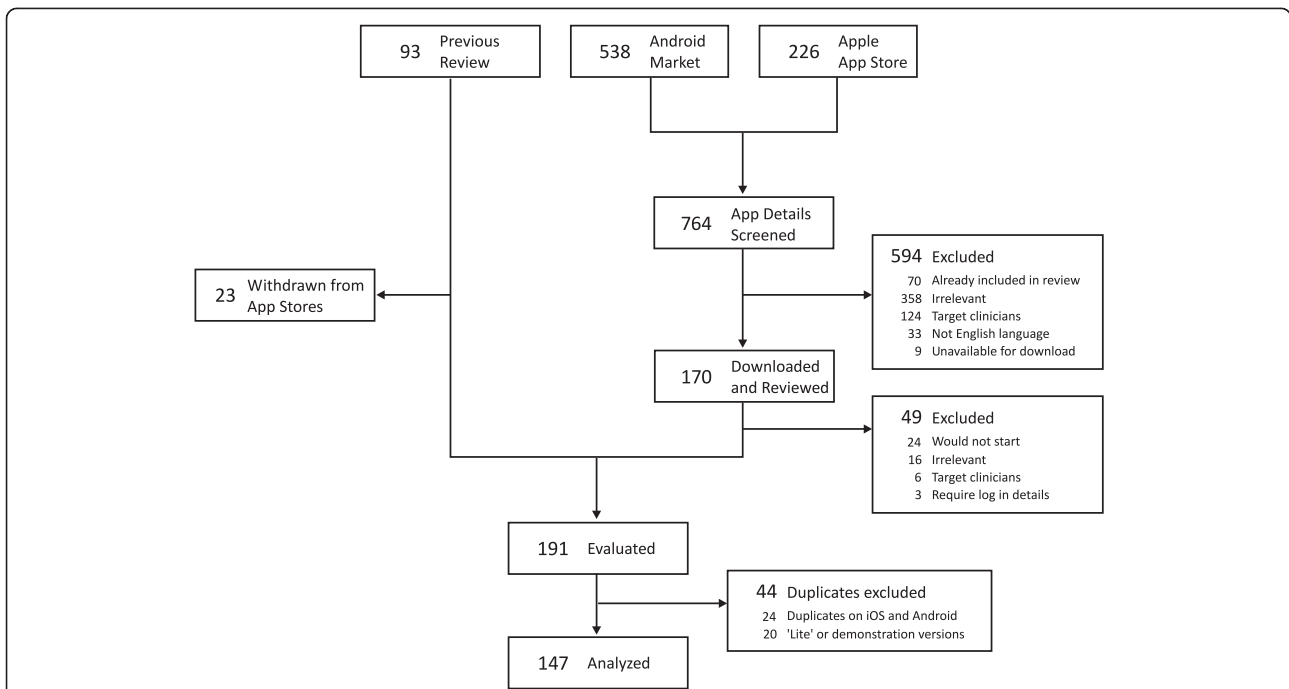 93 Previous
Review
538 Android
Market
226 Apple
App Store
764 App Details
Screened
594 Excluded
70 Already included in review
358 Irrelevant
124 Target clinicians
33 Not English language
9 Unavailable for download
23 Withdrawn from
App Stores
170 Downloaded
and Reviewed
49 Excluded
24 Would not start
16 Irrelevant
6 Target clinicians
3 Require log in details
191 Evaluated
44 Duplicates excluded
24 Duplicates on iOS and Android
20 'Lite' or demonstration versions
147 Analyzed